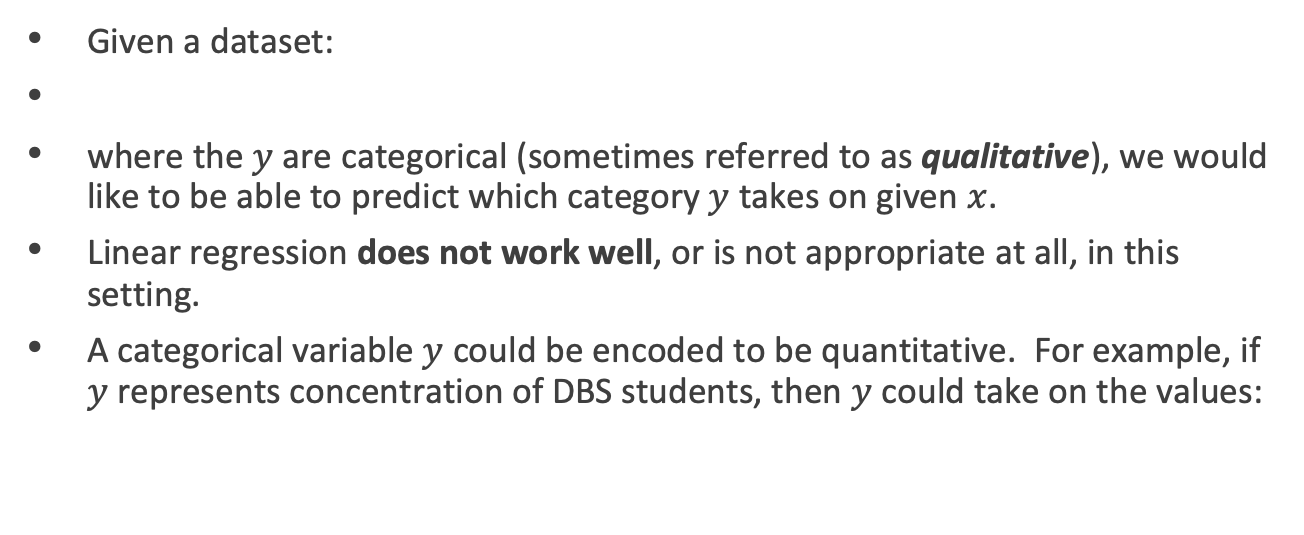 • Given a dataset:
•
• where the y are categorical (sometimes referred to as qualitative), we would
like to be able to predict which category y takes on given x.
• Linear regression does not work well, or is not appropriate at all, in this
setting.
• A categorical variable y could be encoded to be quantitative.  For example, if
y represents concentration of DBS students, then y could take on the values: